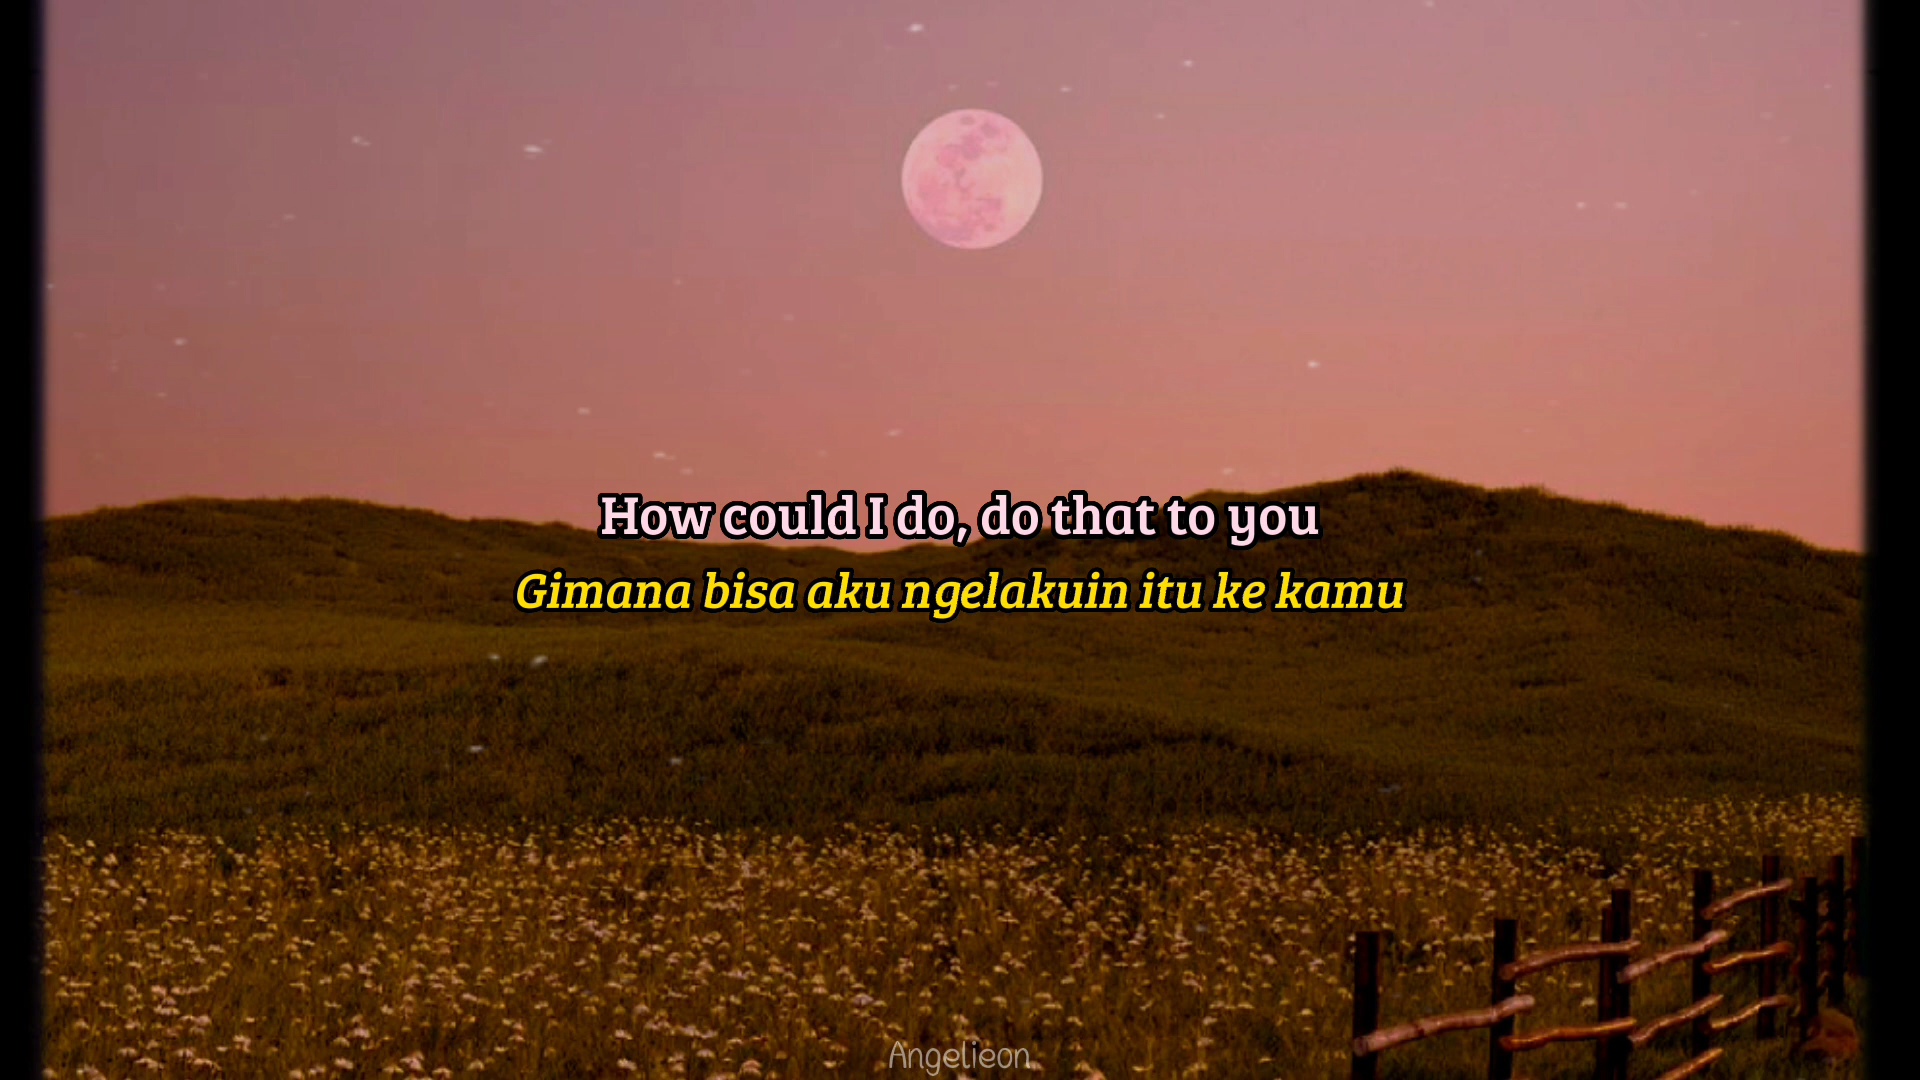 How could I do, do that to you
Gimana bisa aku ngelakuin itu ke kamu
Angelieon